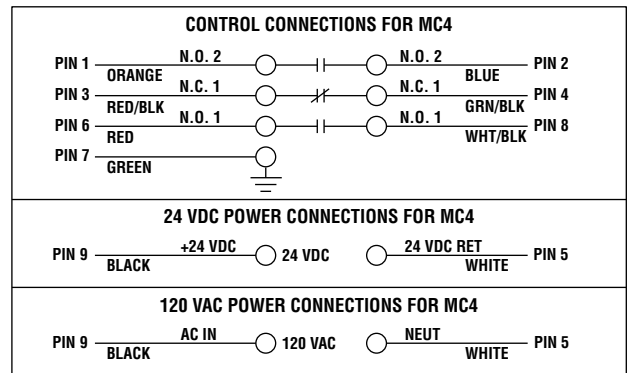 CONTROL CONNECTIONS FOR MC4
PIN 1 N.O. 2 N.O. 2 PIN 2
ORANGE BLUE
PIN 3 N.C. 1 N.C. 1 PIN 4
RED/BLK GRN/BLK
PIN 6 N.O. 1 N.O. 1 PIN 8
RED WHT/BLK
PIN 7
GREEN
24 VDC POWER CONNECTIONS FOR MC4
PIN 9 +24 VDC 24 VDC 24 VDC RET PIN 5
BLACK WHITE
120 VAC POWER CONNECTIONS FOR MC4
PIN 9 AC IN 120 VAC NEUT PIN 5
BLACK WHITE